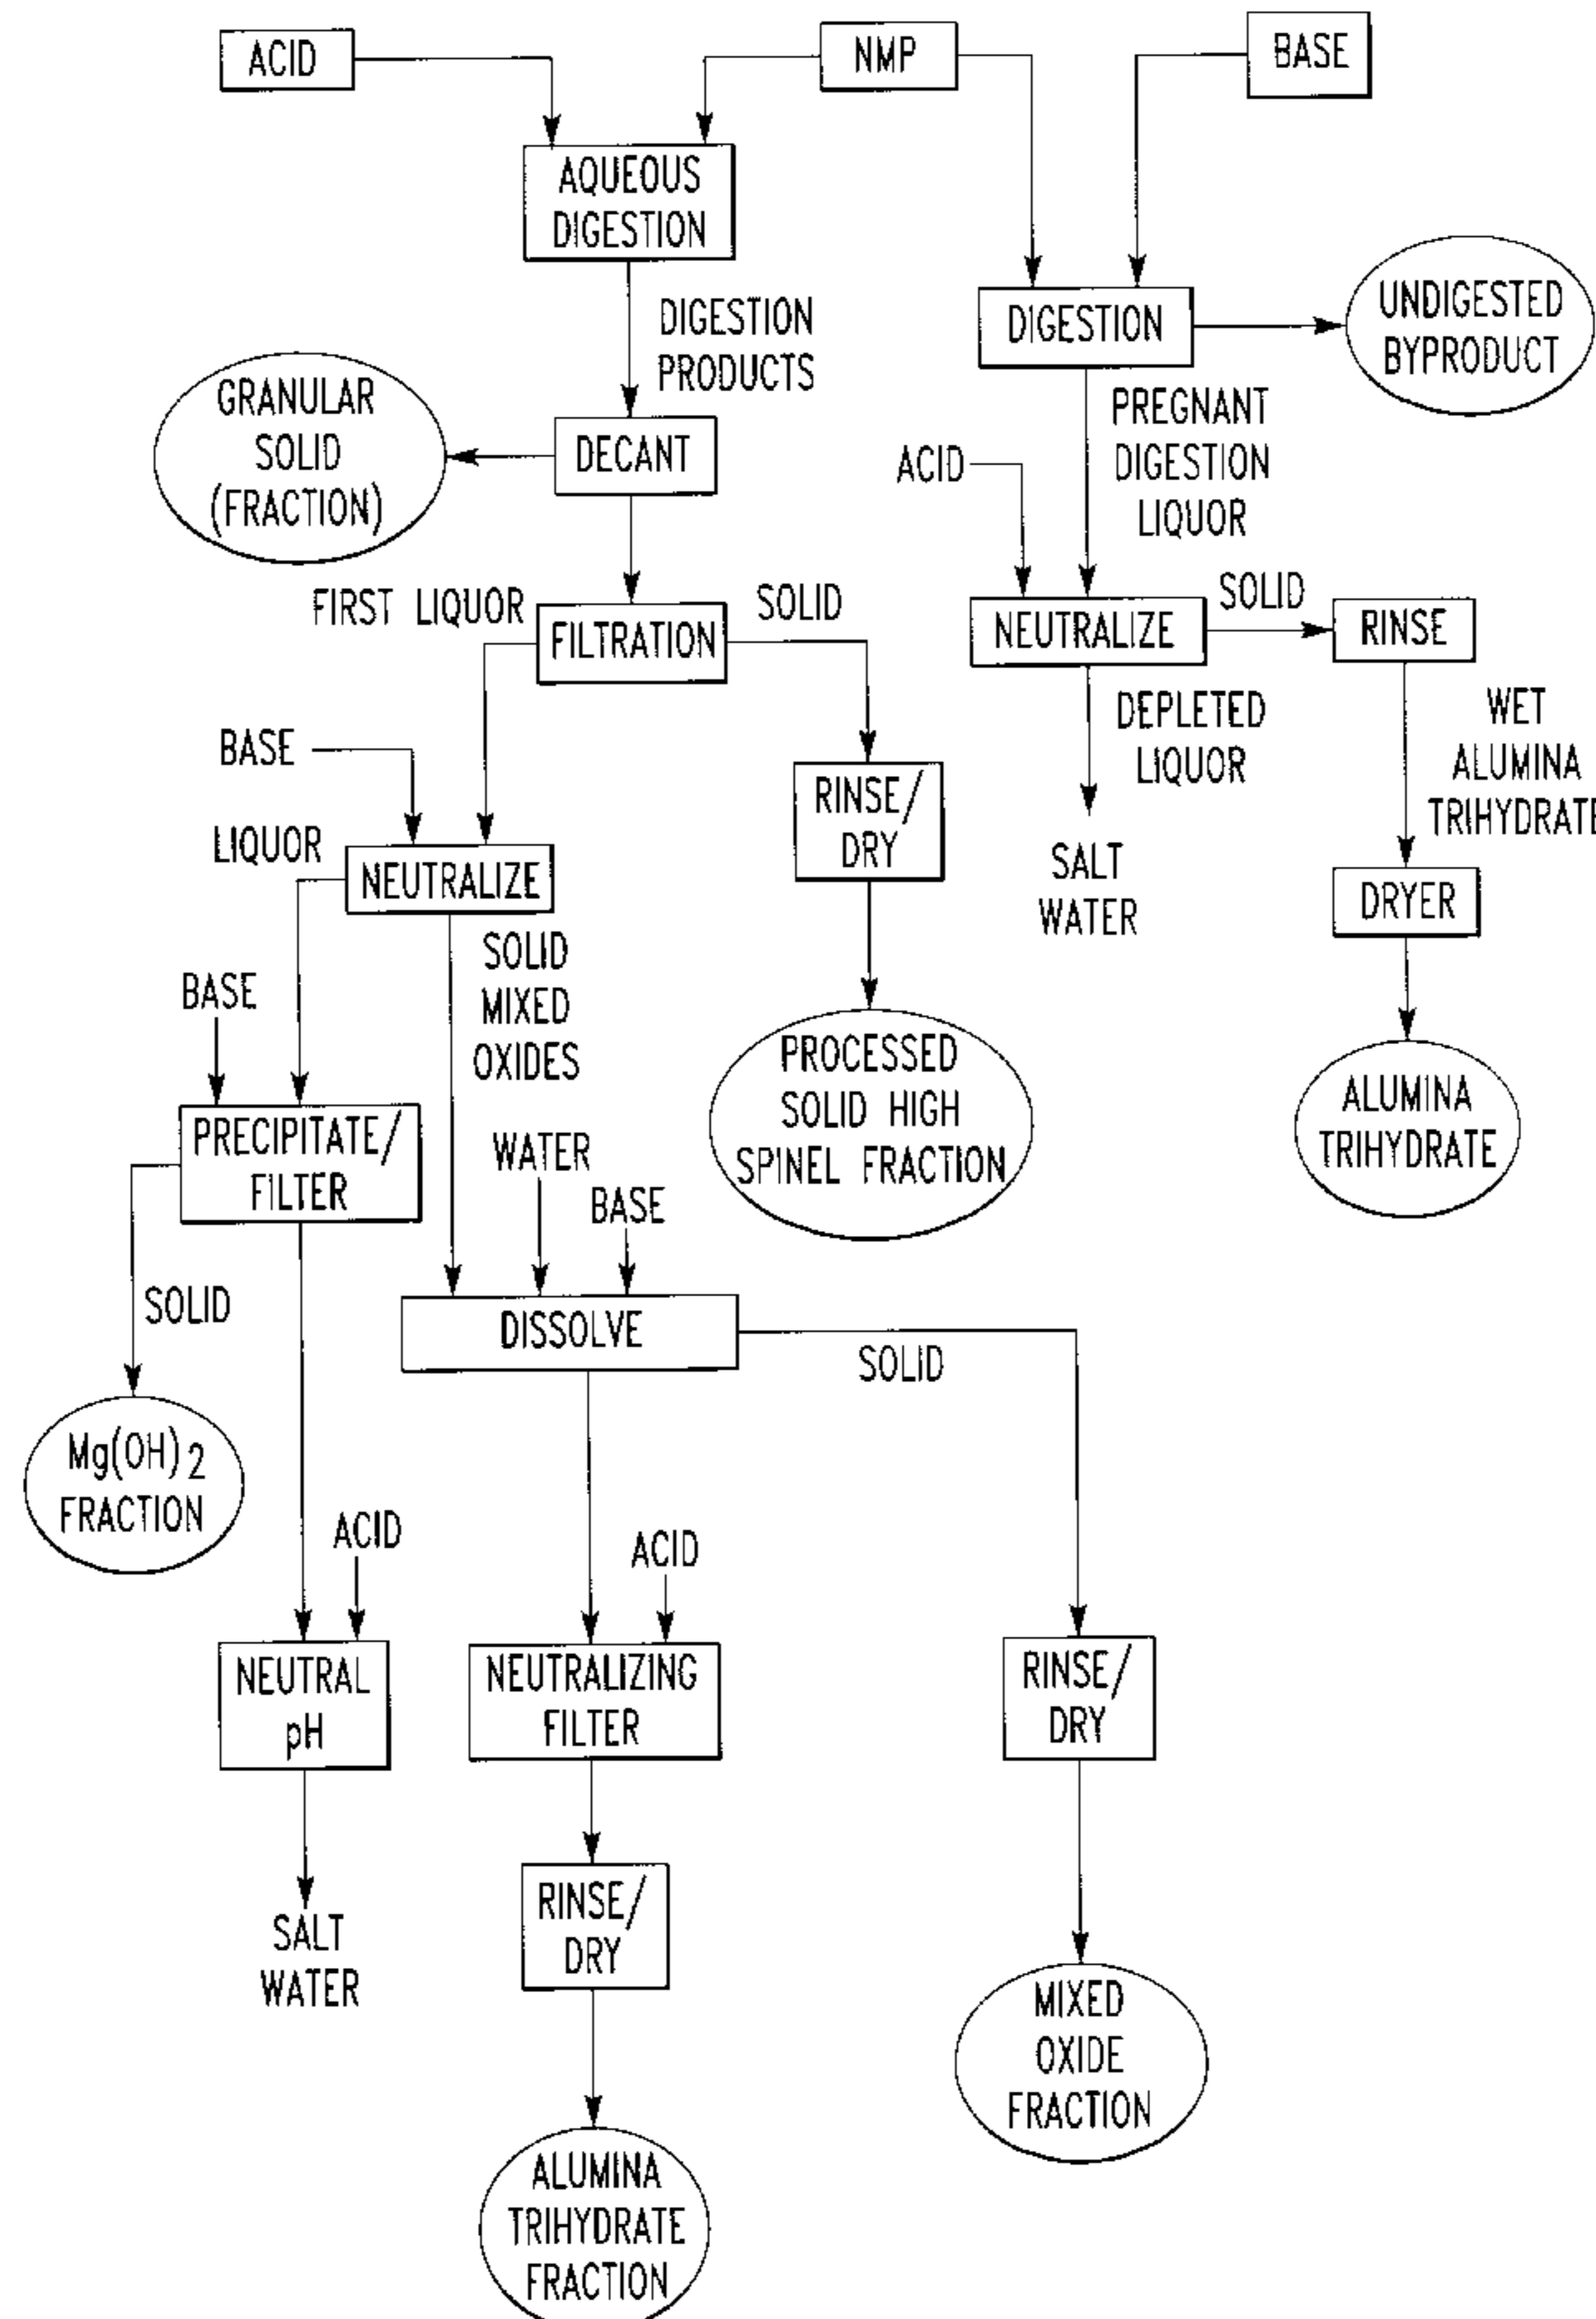 ACID
NMP
BASE
AQUEOUS
DIGESTION
DIGESTION
UNDIGESTED
BYPRODUCT
DIGESTION
PRODUCTS
GRANULAR
SOLID
(FRACTION)
DECANT
PREGNANT
DIGESTION
LIQUOR
ACID
FIRST LIQUOR
FILTRATION
SOLID
NEUTRALIZE
SOLID
RINSE
DEPLETED
LIQUOR
WET
ALUMINA
TRIHYDRATE
BASE
RINSE/
DRY
LIQUOR
NEUTRALIZE
SALT
WATER
DRYER
SOLID
MIXED
OXIDES
BASE
PROCESSED
SOLID HIGH
SPINEL FRACTION
ALUMINA
TRIHYDRATE
PRECIPITATE/
FILTER
WATER
BASE
SOLID
DISSOLVE
SOLID
Mg(OH)2
FRACTION
ACID
ACID
NEUTRAL
pH
NEUTRALIZING
FILTER
RINSE/
DRY
SALT
WATER
RINSE/
DRY
MIXED
OXIDE
FRACTION
ALUMINA
TRIHYDRATE
FRACTION